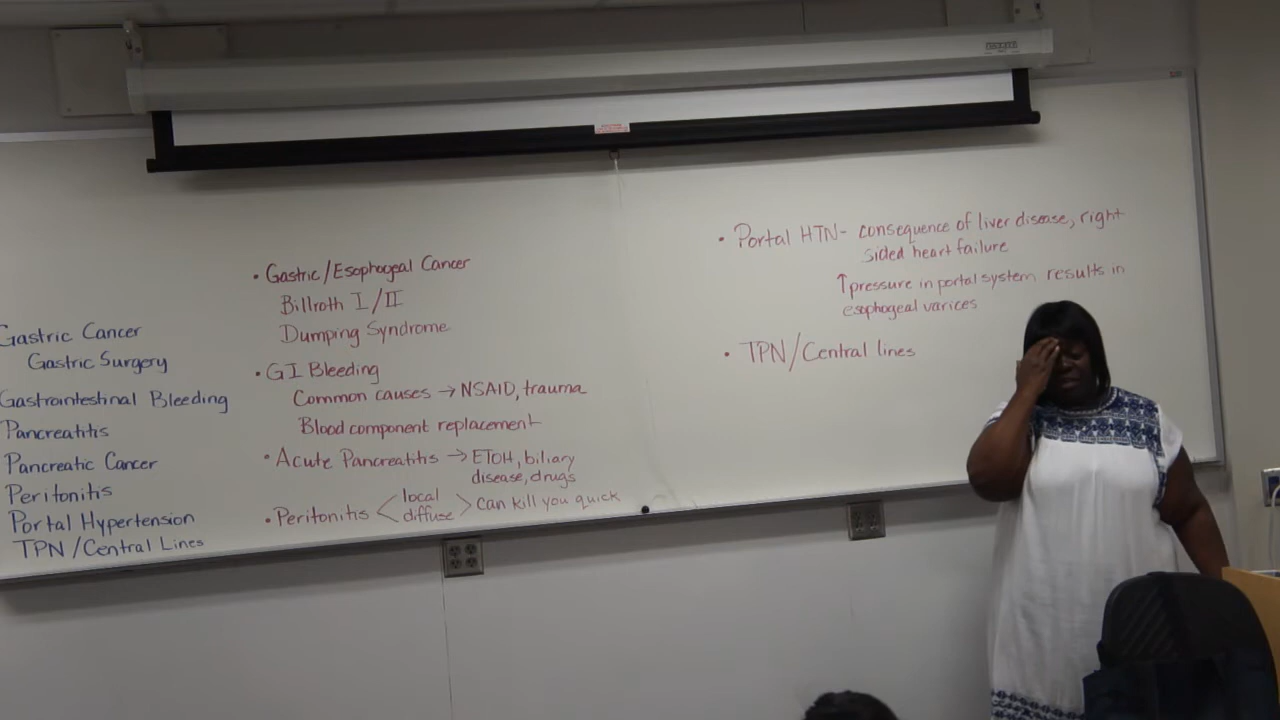 Gastric Cancer
Gastric Surgery
Gastrointestinal Bleeding
Pancreatitis
Pancreatic Cancer
Peritonitis
Portal Hypertension
TPN/Central Lines
• Gastric/Esophageal Cancer
Billroth I/II
Dumping Syndrome
• GI Bleeding
Common causes → NSAID, trauma
Blood component replacement
• Acute Pancreatitis → ETOH, biliary
disease, drugs
• Peritonitis < local
diffuse > can kill you quick
• Portal HTN- consequence of liver disease, right
sided heart failure
↑pressure in portal system results in
esophageal varices
• TPN/Central lines